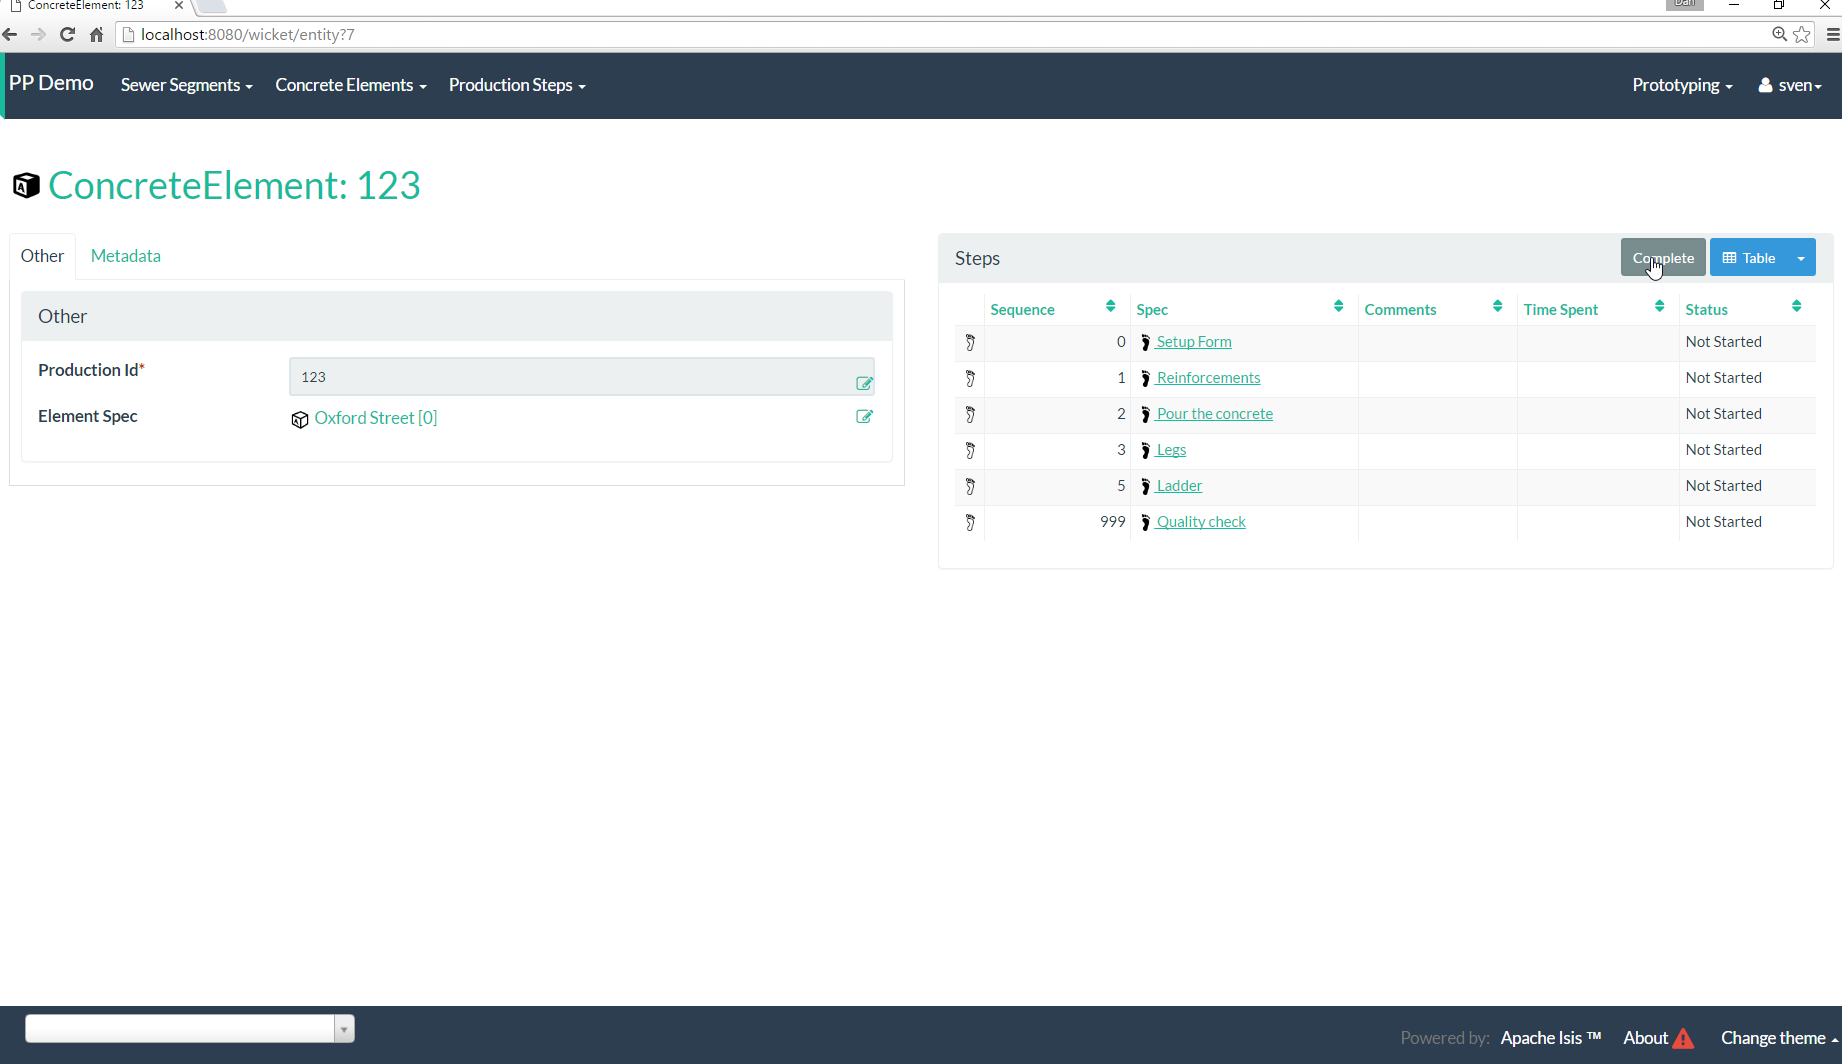 ConcreteElement: 123
Dan
localhost:8080/wicket/entity?7
PP Demo Sewer Segments Concrete Elements Production Steps Prototyping sven
ConcreteElement: 123
Other Metadata
Other
Production Id* 123
Element Spec Oxford Street [0]
Steps Complete Table
Sequence Spec Comments Time Spent Status
0 Setup Form Not Started
1 Reinforcements Not Started
2 Pour the concrete Not Started
3 Legs Not Started
5 Ladder Not Started
999 Quality check Not Started
Powered by: Apache Isis ™ About Change theme